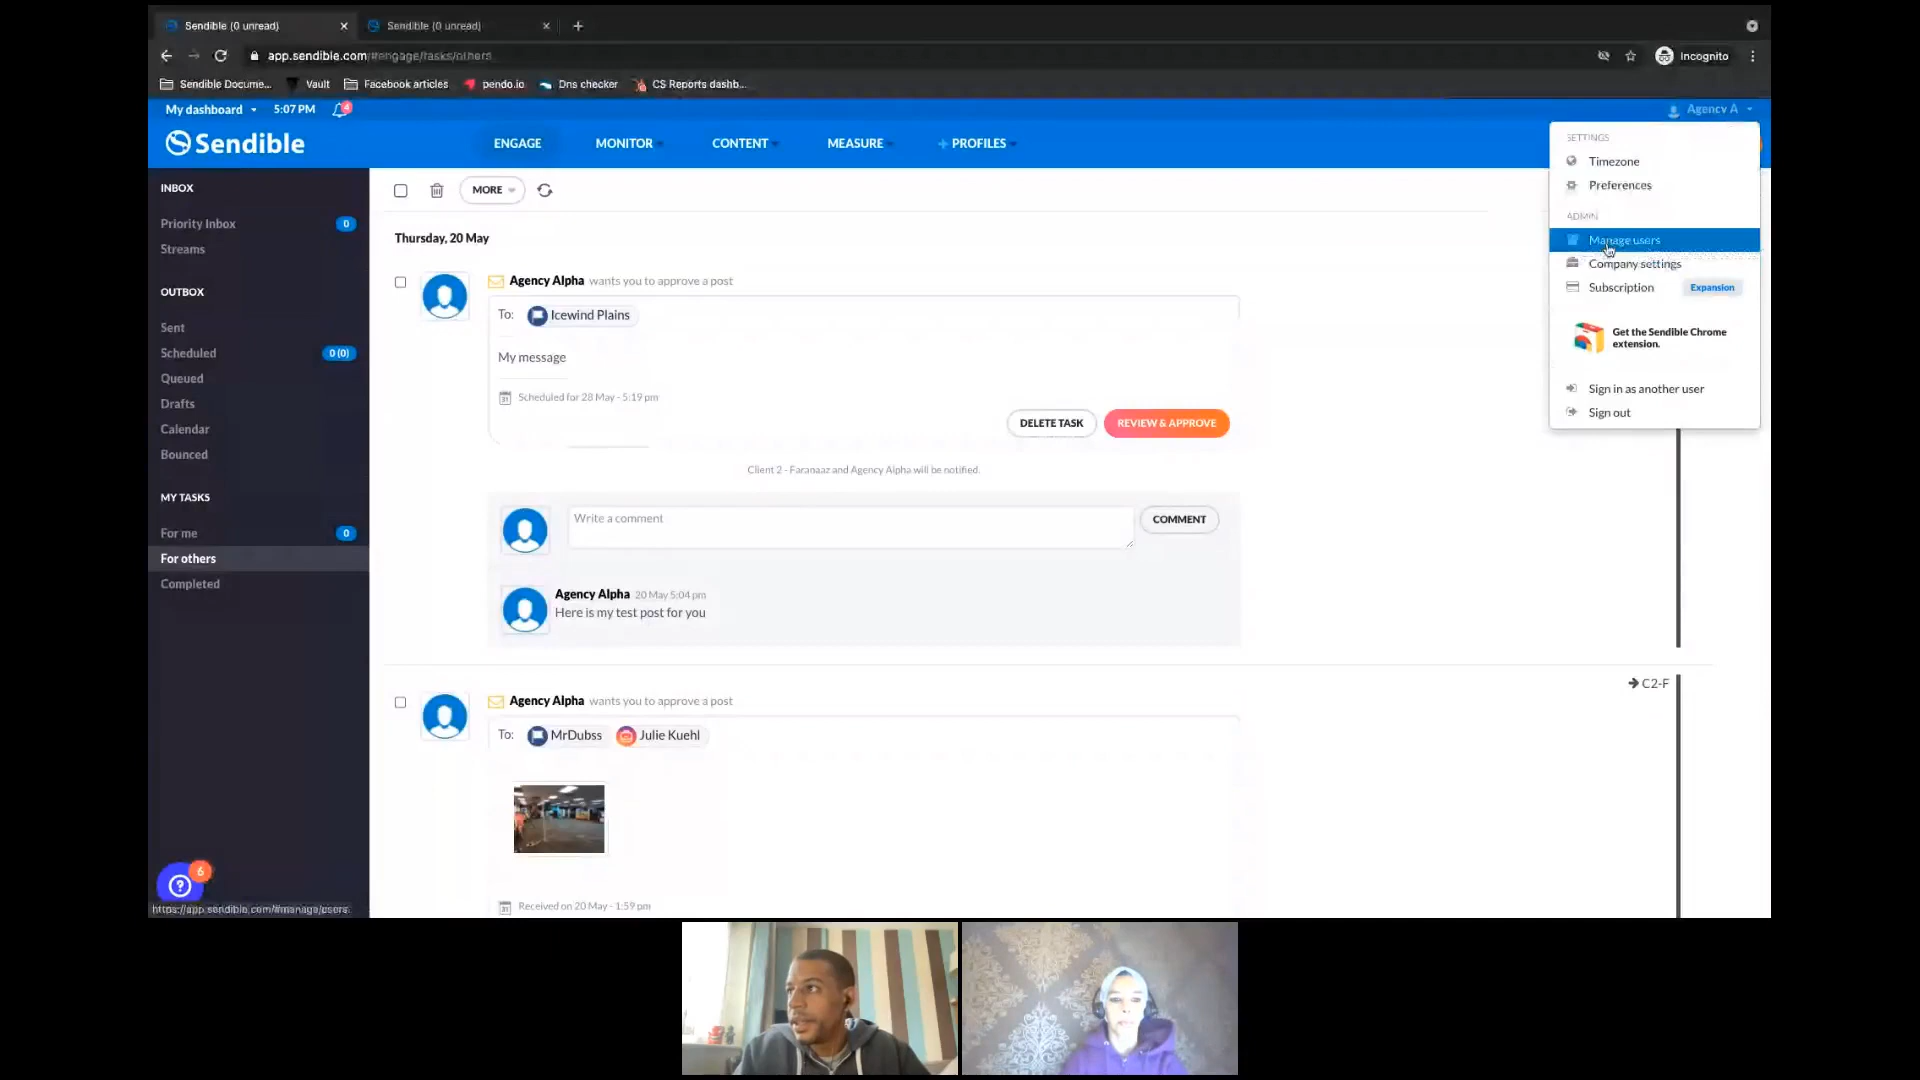 Sendible (0 unread)
Sendible (0 unread)
app.sendible.com/#engage/tasks/others
Incognito
Sendible Docume...
Vault
Facebook articles
pendo.io
Dns checker
CS Reports dashb...
My dashboard
5:07 PM
4
Agency A
Sendible
ENGAGE
MONITOR
CONTENT
MEASURE
+ PROFILES
SETTINGS
Timezone
Preferences
ADMIN
Manage users
Company settings
Subscription
Expansion
Get the Sendible Chrome
extension.
Sign in as another user
Sign out
INBOX
Priority Inbox
0
Streams
OUTBOX
Sent
Scheduled
0 (0)
Queued
Drafts
Calendar
Bounced
MY TASKS
For me
0
For others
Completed
6
https://app.sendible.com/#manage/users
MORE
Thursday, 20 May
Agency Alpha wants you to approve a post
To:
Icewind Plains
My message
31
Scheduled for 28 May - 5:19 pm
DELETE TASK
REVIEW & APPROVE
Client 2 - Faranaaz and Agency Alpha will be notified.
Write a comment
COMMENT
Agency Alpha 20 May 5:04 pm
Here is my test post for you
C2-F
Agency Alpha wants you to approve a post
To:
MrDubss
Julie Kuehl
31
Received on 20 May - 1:59 pm